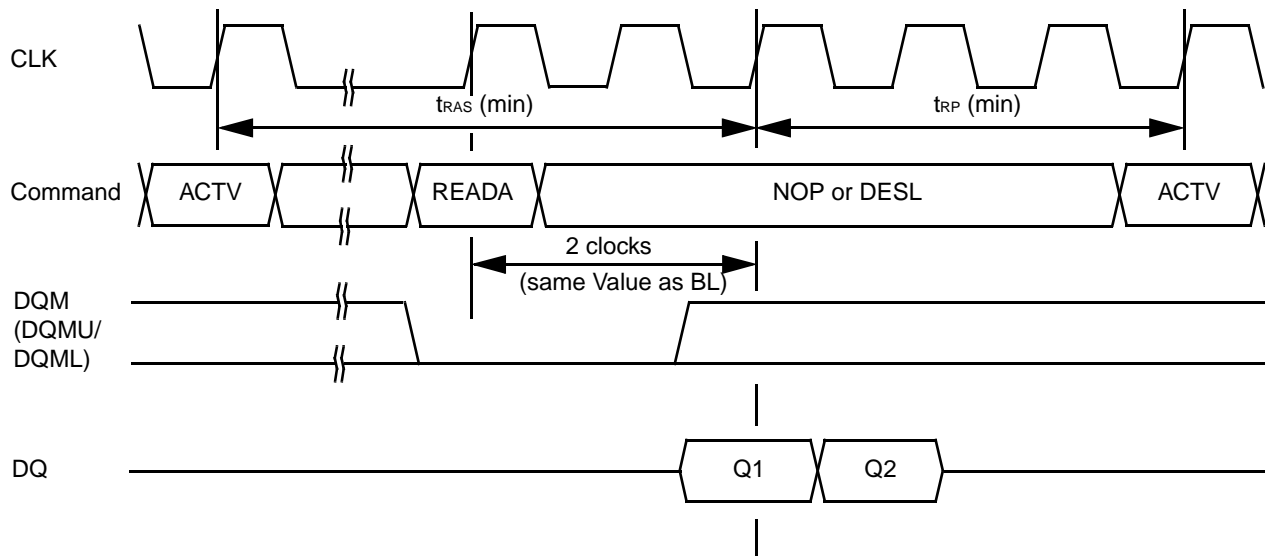 CLK
tRAS (min)
tRP (min)
Command
ACTV
READA
NOP or DESL
ACTV
2 clocks
(same Value as BL)
DQM
(DQMU/
DQML)
DQ
Q1
Q2